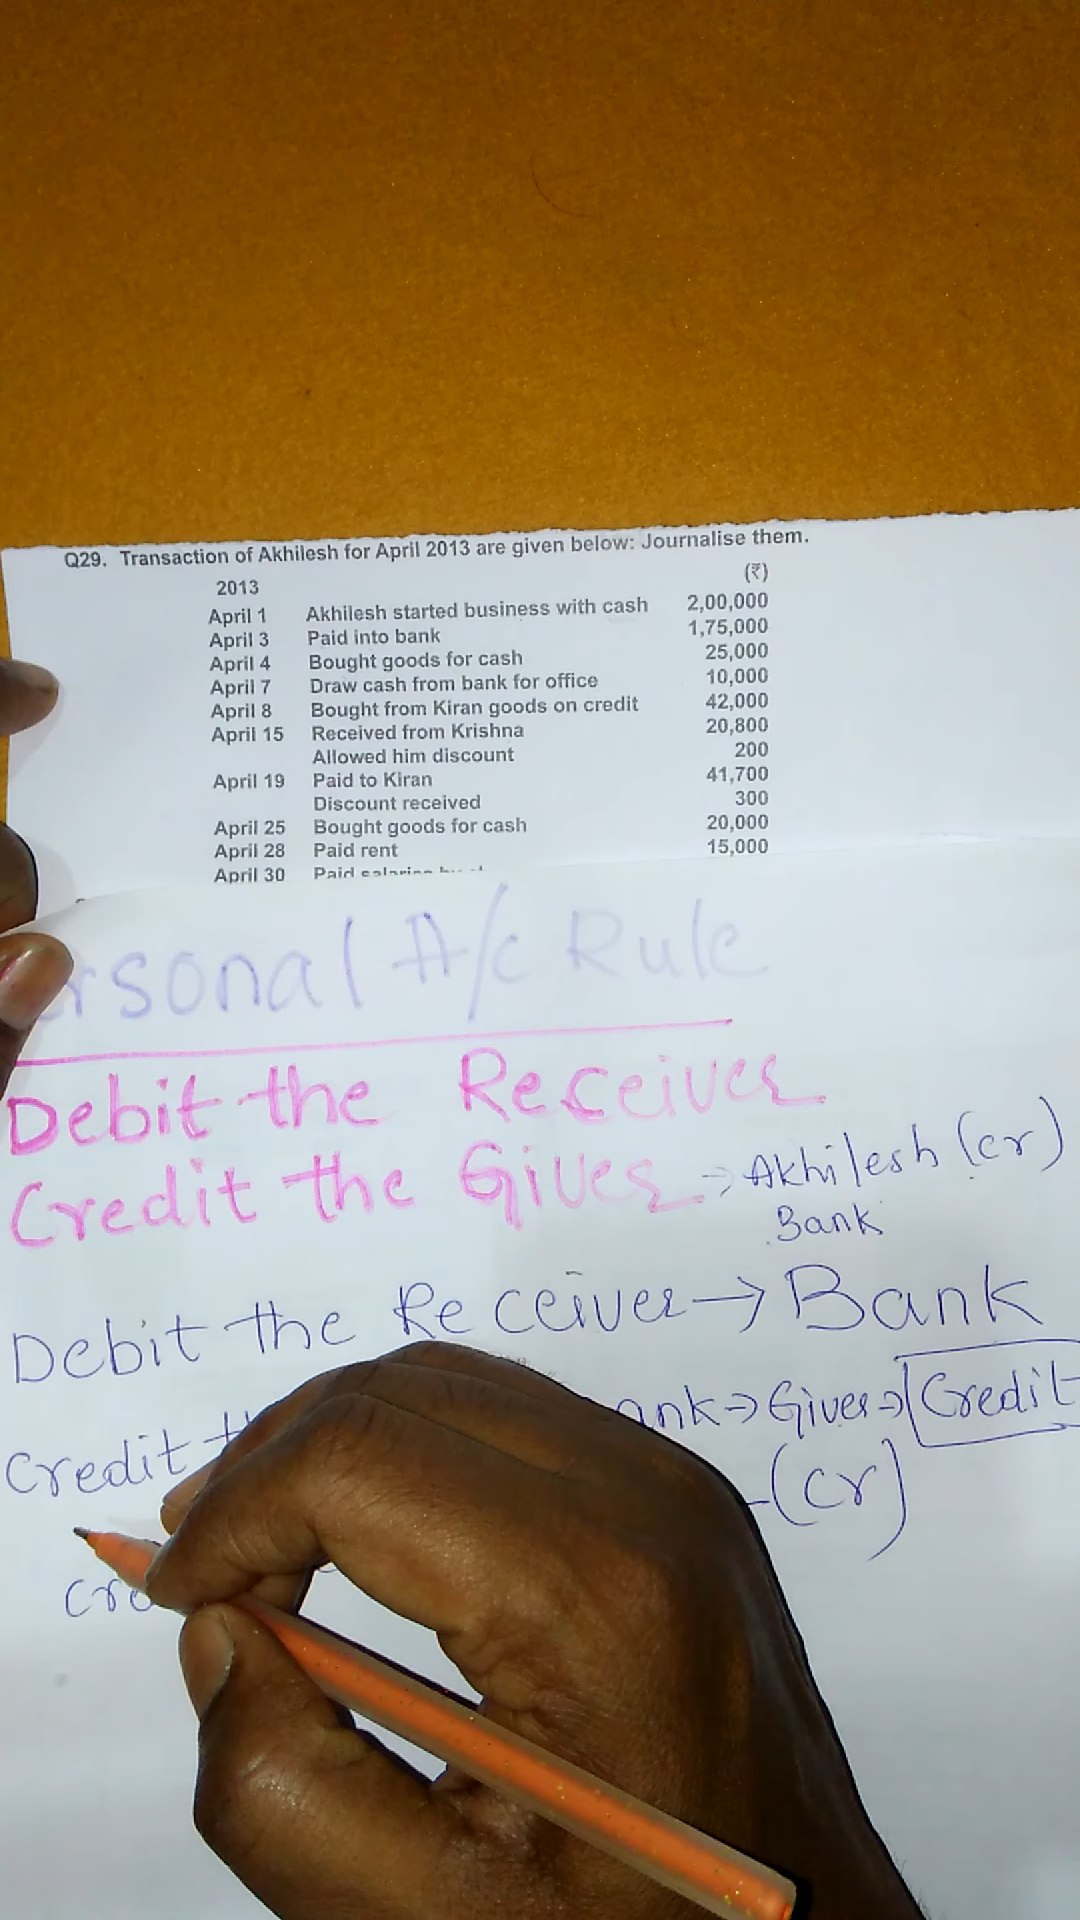 Q29. Transaction of Akhilesh for April 2013 are given below: Journalise them.
2013 (₹)
April 1 Akhilesh started business with cash 2,00,000
April 3 Paid into bank 1,75,000
April 4 Bought goods for cash 25,000
April 7 Draw cash from bank for office 10,000
April 8 Bought from Kiran goods on credit 42,000
April 15 Received from Krishna 20,800
Allowed him discount 200
April 19 Paid to Kiran 41,700
Discount received 300
April 25 Bought goods for cash 20,000
April 28 Paid rent 15,000
April 30 Paid salaries
rsonal A/c Rule
Debit the Receiver
Credit the Giver → Akhilesh (cr)
Bank
Debit the Receiver → Bank
Credit ank → Giver → Credit
(cr)